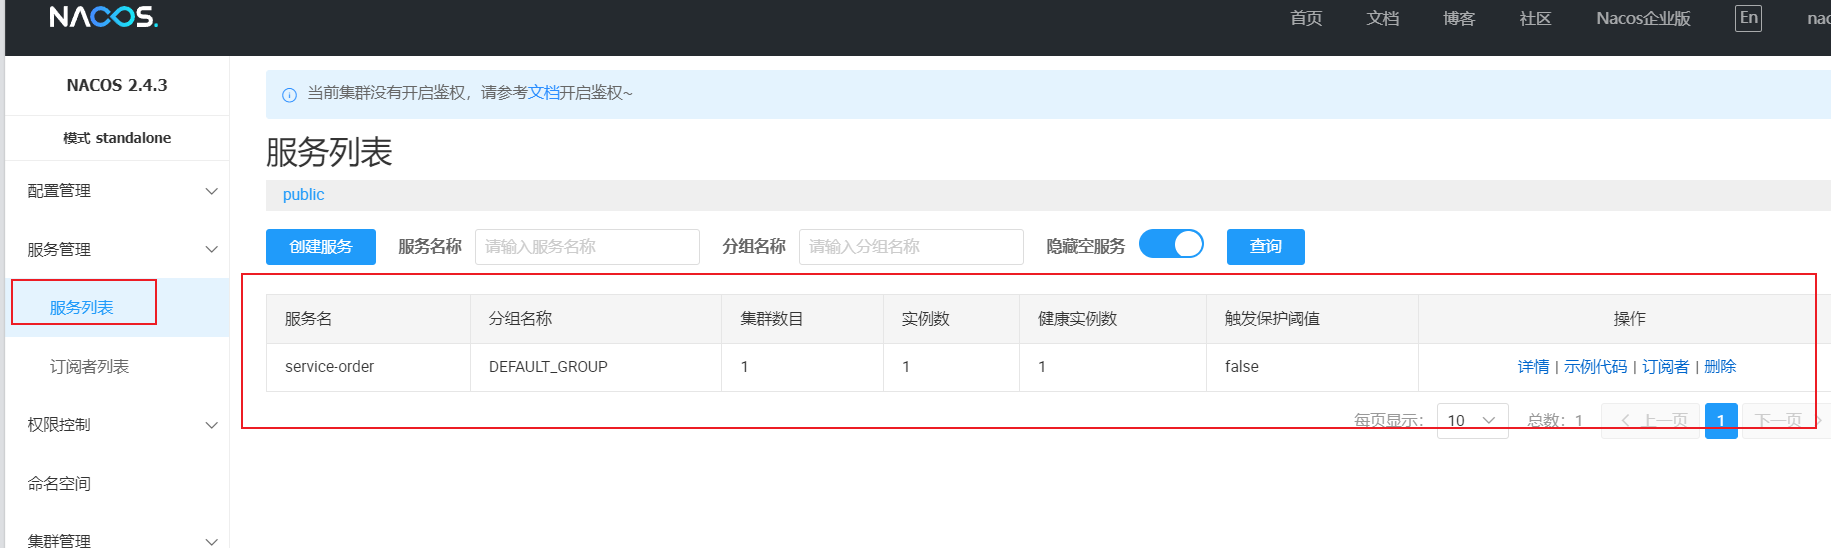 NACOS.
首页 文档 博客 社区 Nacos企业版 En nac
NACOS 2.4.3
模式 standalone
配置管理
服务管理
服务列表
订阅者列表
权限控制
命名空间
集群管理
当前集群没有开启鉴权，请参考文档开启鉴权~
服务列表
public
创建服务 服务名称 请输入服务名称 分组名称 请输入分组名称 隐藏空服务 查询
服务名 分组名称 集群数目 实例数 健康实例数 触发保护阈值 操作
service-order DEFAULT_GROUP 1 1 1 false 详情 | 示例代码 | 订阅者 | 删除
每页显示： 10 总数：1 上一页 1 下一页